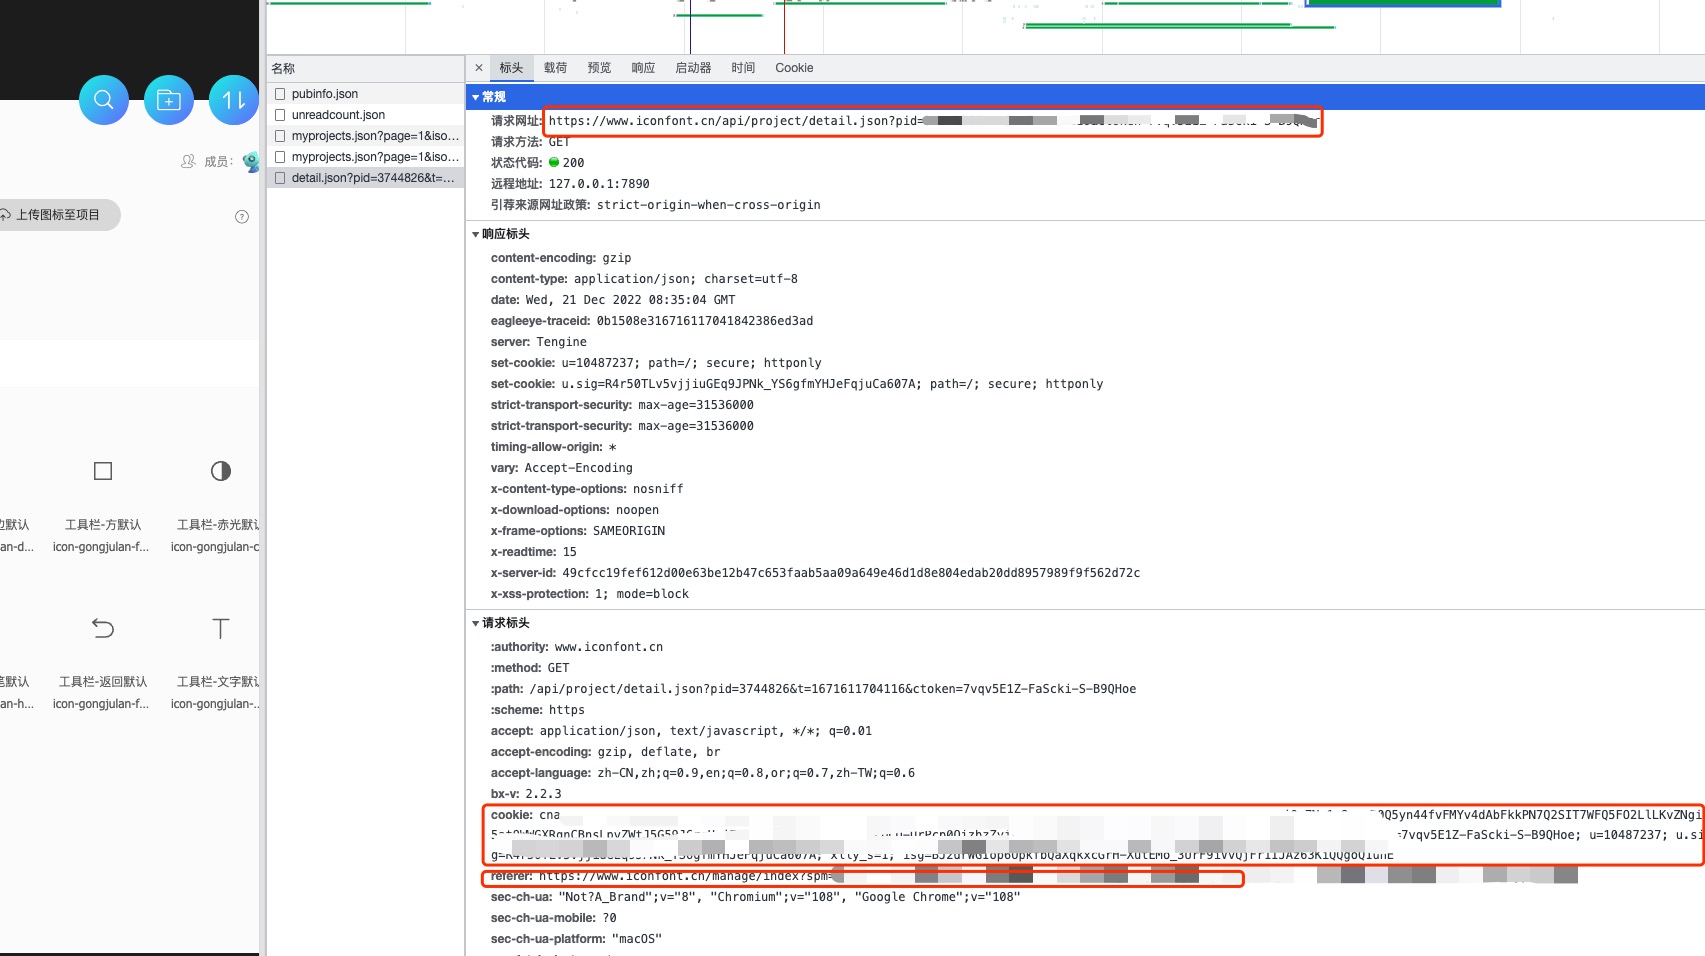 成员：
上传图标至项目
?
边默认
工具栏-方默认
工具栏-赤光默认
an-d...
icon-gongjulan-f...
icon-gongjulan-c
笔默认
工具栏-返回默认
工具栏-文字默认
an-h...
icon-gongjulan-f...
icon-gongjulan-...
名称
pubinfo.json
unreadcount.json
myprojects.json?page=1&iso...
myprojects.json?page=1&iso...
detail.json?pid=3744826&t=...
× 标头 载荷 预览 响应 启动器 时间 Cookie
常规
请求网址: https://www.iconfont.cn/api/project/detail.json?pid=
请求方法: GET
状态代码: 200
远程地址: 127.0.0.1:7890
引荐来源网址政策: strict-origin-when-cross-origin
响应标头
content-encoding: gzip
content-type: application/json; charset=utf-8
date: Wed, 21 Dec 2022 08:35:04 GMT
eagleeye-traceid: 0b1508e316716117041842386ed3ad
server: Tengine
set-cookie: u=10487237; path=/; secure; httponly
set-cookie: u.sig=R4r50TLv5vjjiuGEq9JPNk_YS6gfmYHJeFqjuCa607A; path=/; secure; httponly
strict-transport-security: max-age=31536000
strict-transport-security: max-age=31536000
timing-allow-origin: *
vary: Accept-Encoding
x-content-type-options: nosniff
x-download-options: noopen
x-frame-options: SAMEORIGIN
x-readtime: 15
x-server-id: 49cfcc19fef612d00e63be12b47c653faab5aa09a649e46d1d8e804edab20dd8957989f9f562d72c
x-xss-protection: 1; mode=block
请求标头
:authority: www.iconfont.cn
:method: GET
:path: /api/project/detail.json?pid=3744826&t=1671611704116&ctoken=7vqv5E1Z-FaScki-S-B9QHoe
:scheme: https
accept: application/json, text/javascript, */*; q=0.01
accept-encoding: gzip, deflate, br
accept-language: zh-CN,zh;q=0.9,en;q=0.8,or;q=0.7,zh-TW;q=0.6
bx-v: 2.2.3
cookie: cna
=7vqv5E1Z-FaScki-S-B9QHoe; u=10487237; u.si
referer: https://www.iconfont.cn/manage/index?spm=
sec-ch-ua: "Not?A_Brand";v="8", "Chromium";v="108", "Google Chrome";v="108"
sec-ch-ua-mobile: ?0
sec-ch-ua-platform: "macOS"